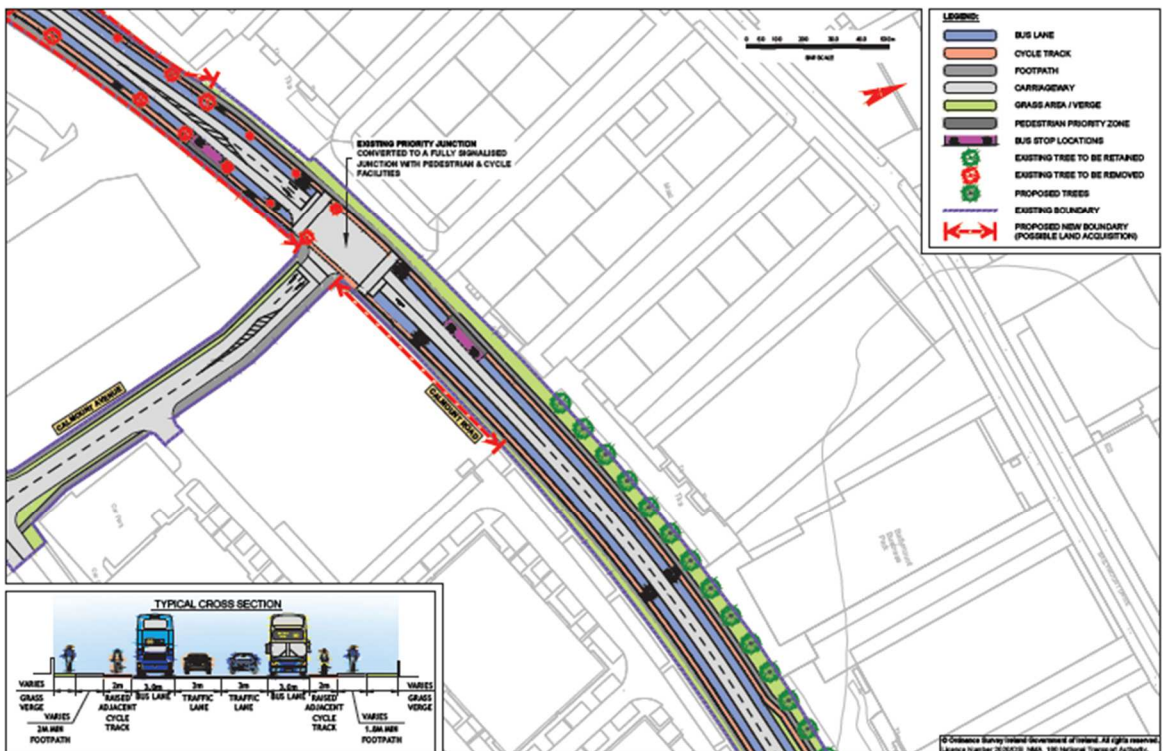 LEGEND:
BUS LANE
CYCLE TRACK
FOOTPATH
CARRIAGEWAY
GRASS AREA / VERGE
PEDESTRIAN PRIORITY ZONE
BUS STOP LOCATIONS
EXISTING TREE TO BE RETAINED
EXISTING TREE TO BE REMOVED
PROPOSED TREES
EXISTING BOUNDARY
PROPOSED NEW BOUNDARY
(POSSIBLE LAND ACQUISITION)
EXISTING PRIORITY JUNCTION
CONVERTED TO A FULLY SIGNALISED
JUNCTION WITH PEDESTRIAN & CYCLE
FACILITIES
CALMOUNT AVENUE
CALMOUNT ROAD
Car Park
Ballymount
Business
Park
TYPICAL CROSS SECTION
VARIES
GRASS
VERGE
VARIES
2M MIN
FOOTPATH
2m
RAISED
ADJACENT
CYCLE
TRACK
3.0m
BUS LANE
3m
TRAFFIC
LANE
3m
TRAFFIC
LANE
3.0m
BUS LANE
2m
RAISED
ADJACENT
CYCLE
TRACK
VARIES
1.8M MIN
FOOTPATH
VARIES
GRASS
VERGE
© Ordnance Survey Ireland Government of Ireland. All rights reserved.